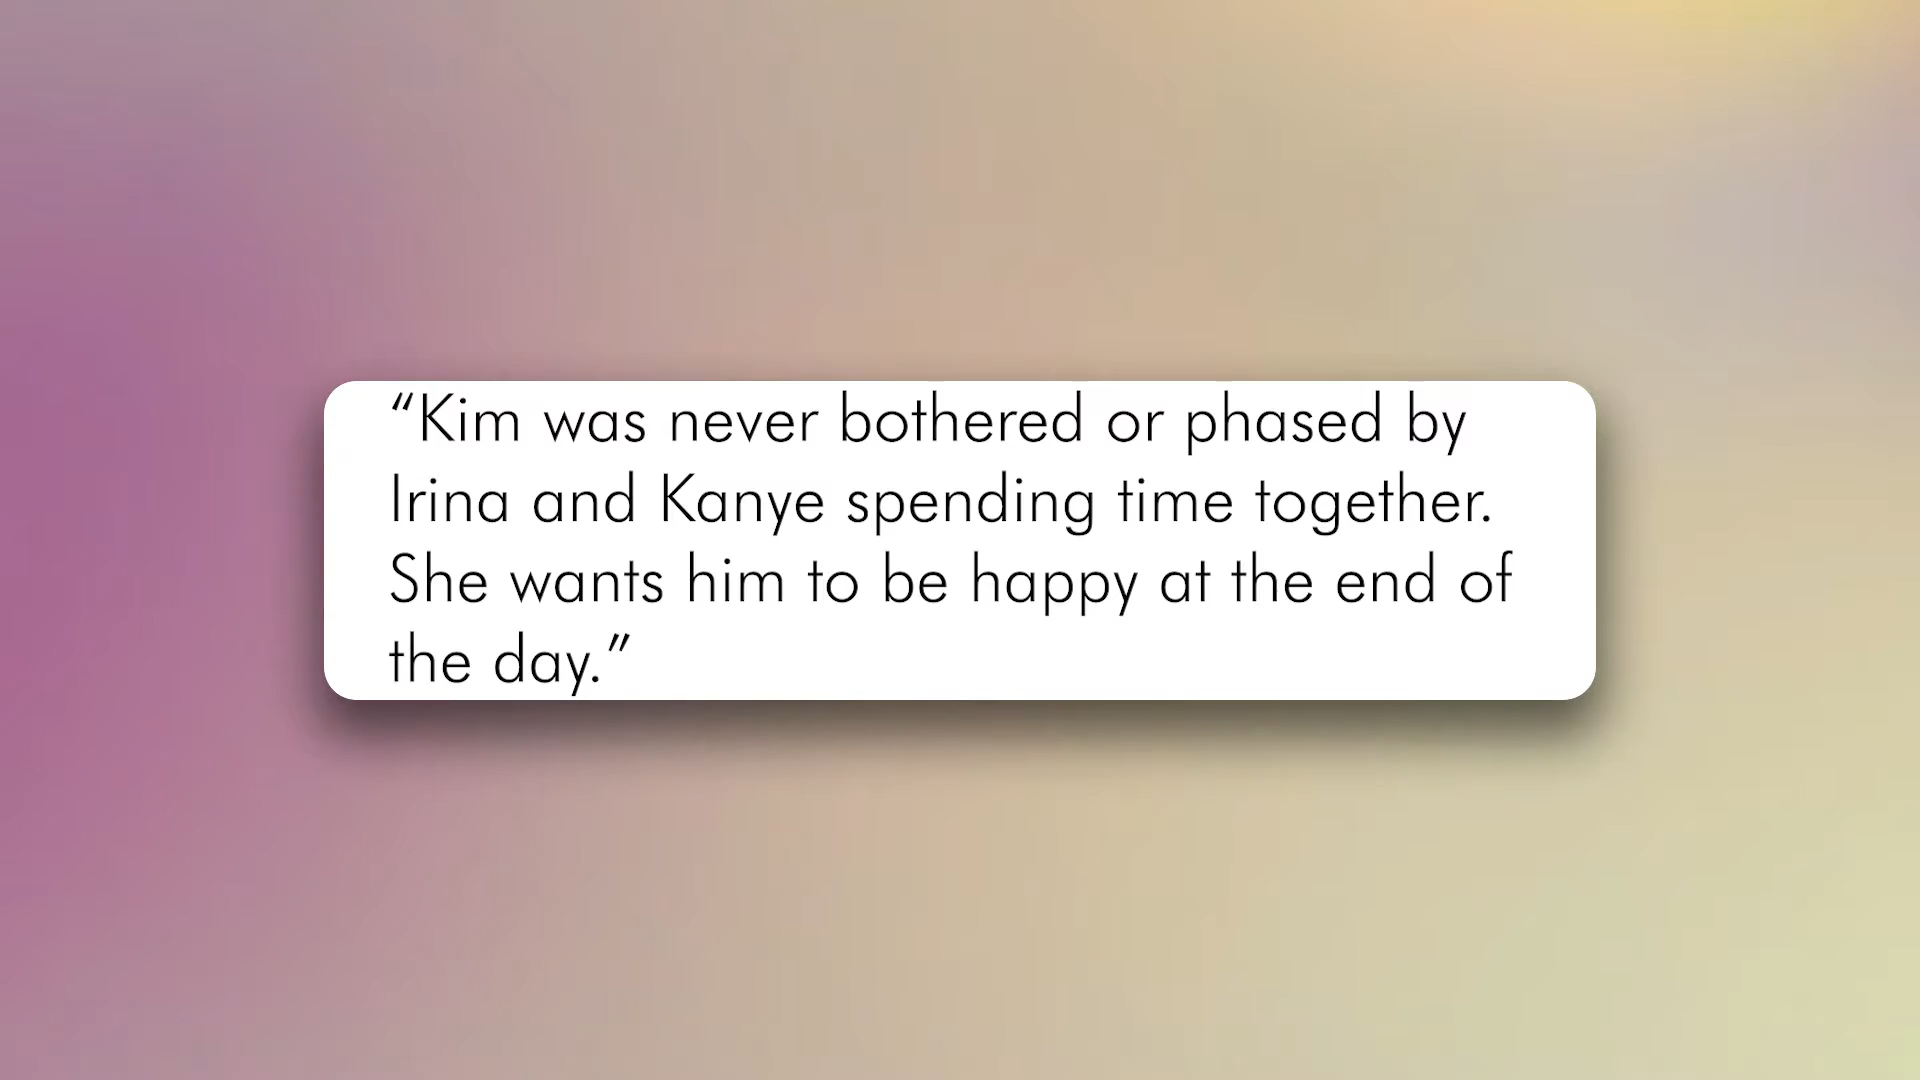 “Kim was never bothered or phased by
Irina and Kanye spending time together.
She wants him to be happy at the end of
the day.”